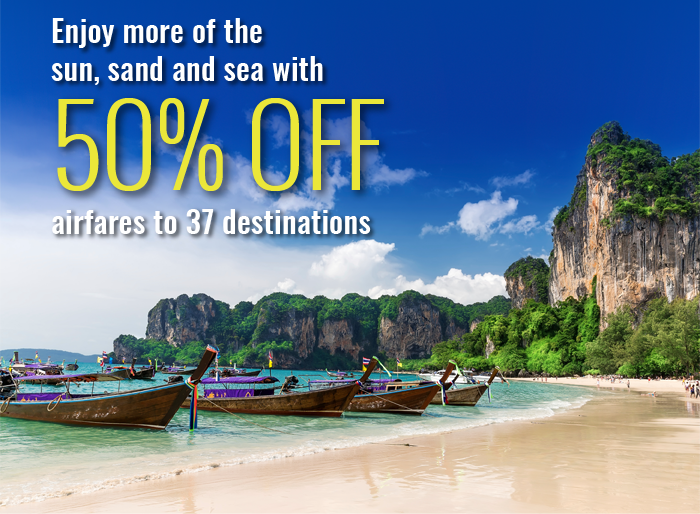 Enjoy more of the
sun, sand and sea with
50% OFF
airfares to 37 destinations